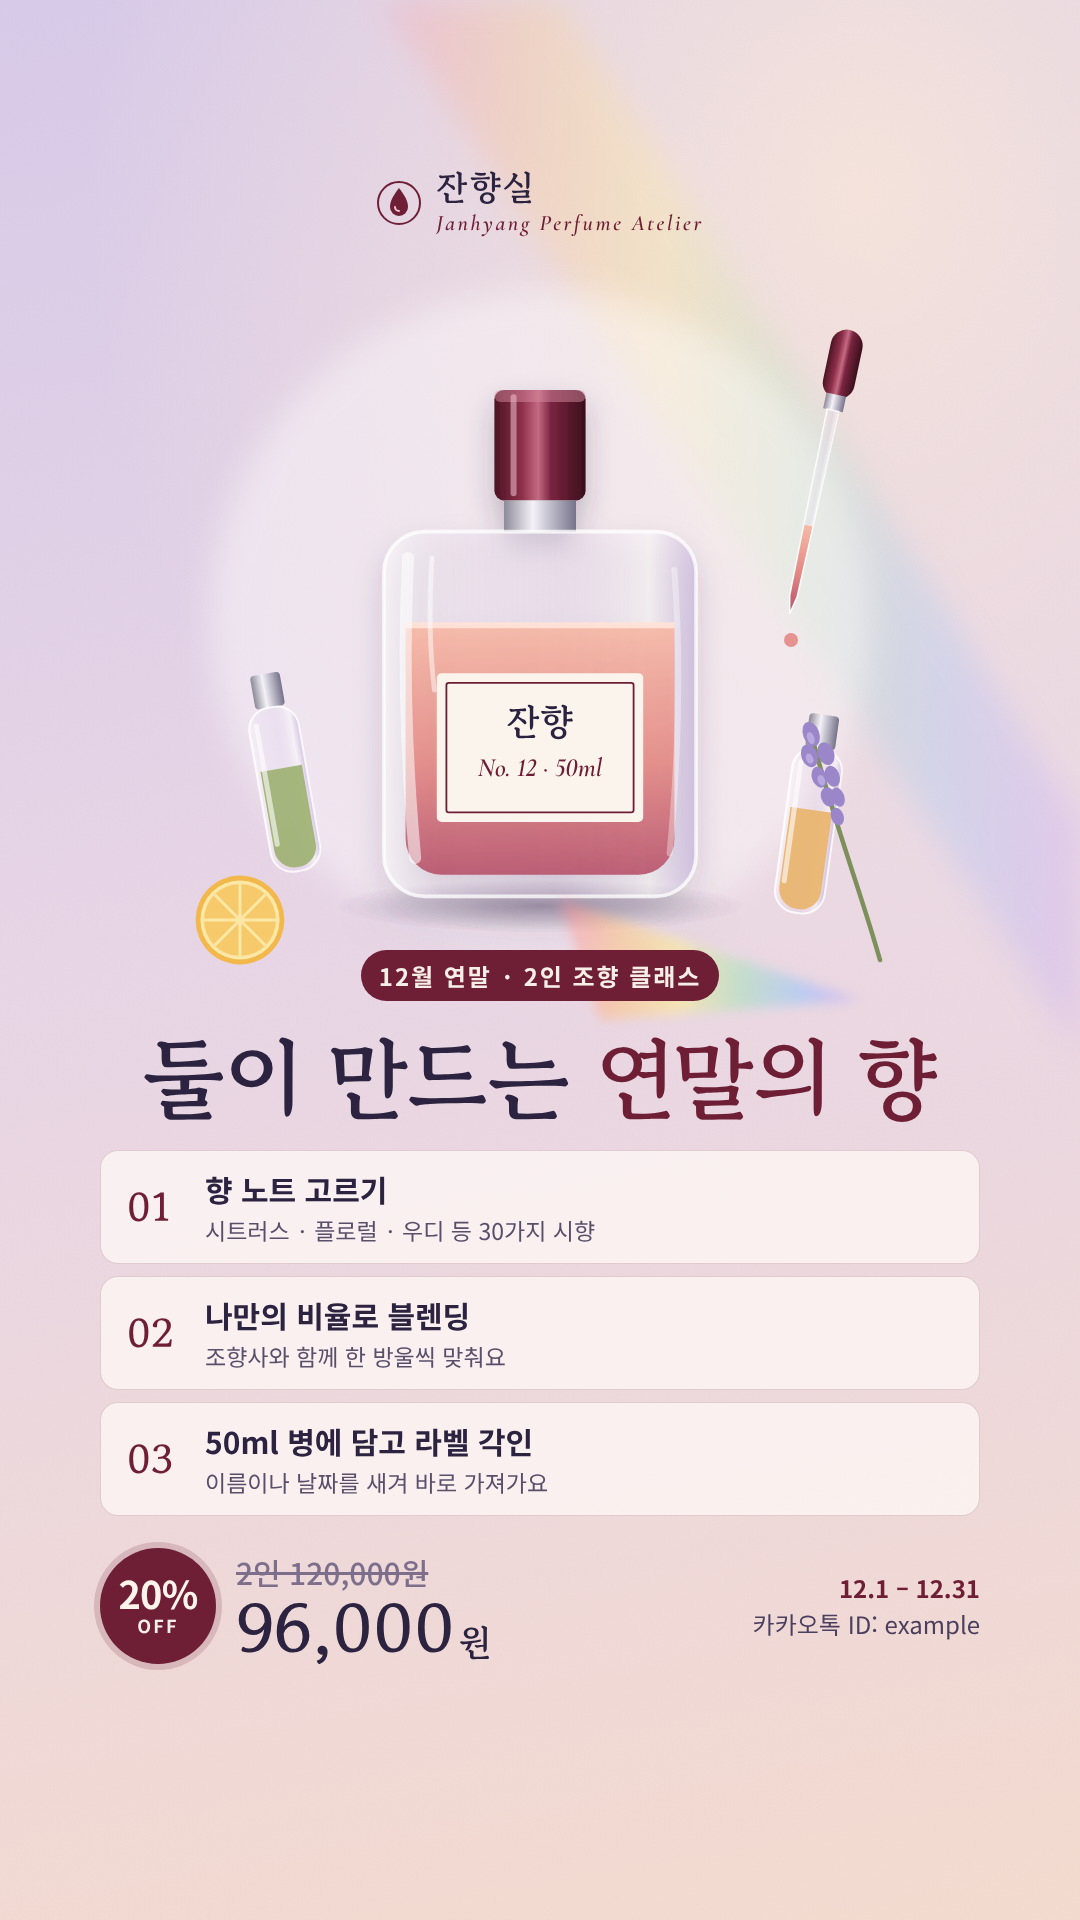 잔향실
Janhyang Perfume Atelier
잔향
No. 12 · 50ml
12월 연말 · 2인 조향 클래스
둘이 만드는 연말의 향
01
향 노트 고르기
시트러스 · 플로럴 · 우디 등 30가지 시향
02
나만의 비율로 블렌딩
조향사와 함께 한 방울씩 맞춰요
03
50ml 병에 담고 라벨 각인
이름이나 날짜를 새겨 바로 가져가요
20%
OFF
2인 120,000원
96,000원
12.1 – 12.31
카카오톡 ID: example